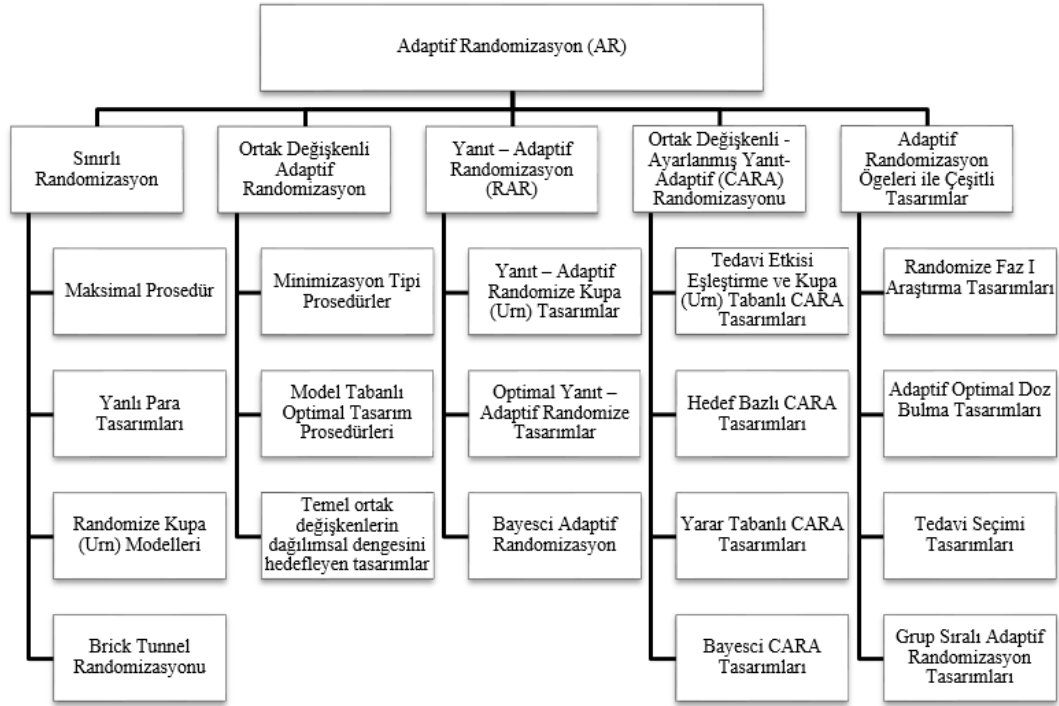 Adaptif Randomizasyon (AR)
Sınırlı
Randomizasyon
Maksimal Prosedür
Yanlı Para
Tasarımları
Randomize Kupa
(Urn) Modelleri
Brick Tunnel
Randomizasyonu
Ortak Değişkenli
Adaptif
Randomizasyon
Minimizasyon Tipi
Prosedürler
Model Tabanlı
Optimal Tasarım
Prosedürleri
Temel ortak
değişkenlerin
dağılımsal dengesini
hedefleyen tasarımlar
Yanıt – Adaptif
Randomizasyon
(RAR)
Yanıt – Adaptif
Randomize Kupa
(Urn) Tasarımlar
Optimal Yanıt –
Adaptif Randomize
Tasarımlar
Bayesci Adaptif
Randomizasyon
Ortak Değişkenli -
Ayarlanmış Yanıt-
Adaptif (CARA)
Randomizasyonu
Tedavi Etkisi
Eşleştirme ve Kupa
(Urn) Tabanlı CARA
Tasarımları
Hedef Bazlı CARA
Tasarımları
Yarar Tabanlı CARA
Tasarımları
Bayesci CARA
Tasarımları
Adaptif
Randomizasyon
Ögeleri ile Çeşitli
Tasarımlar
Randomize Faz I
Araştırma Tasarımları
Adaptif Optimal Doz
Bulma Tasarımları
Tedavi Seçimi
Tasarımları
Grup Sıralı Adaptif
Randomizasyon
Tasarımları